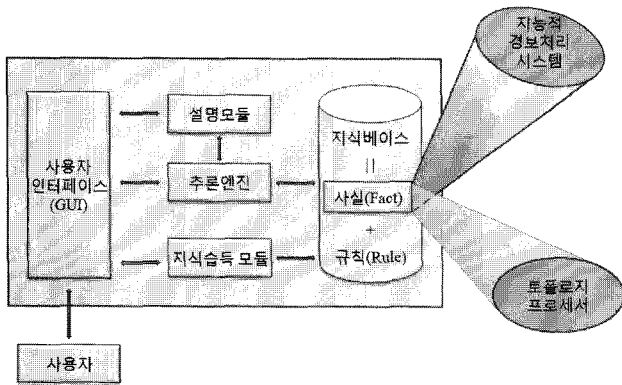 지능적
경보처리
시스템
설명모듈
지식베이스
||
사용자
인터페이스
(GUI)
추론엔진
사실(Fact)
+
지식습득 모듈
규칙(Rule)
토폴로지
프로세서
사용자